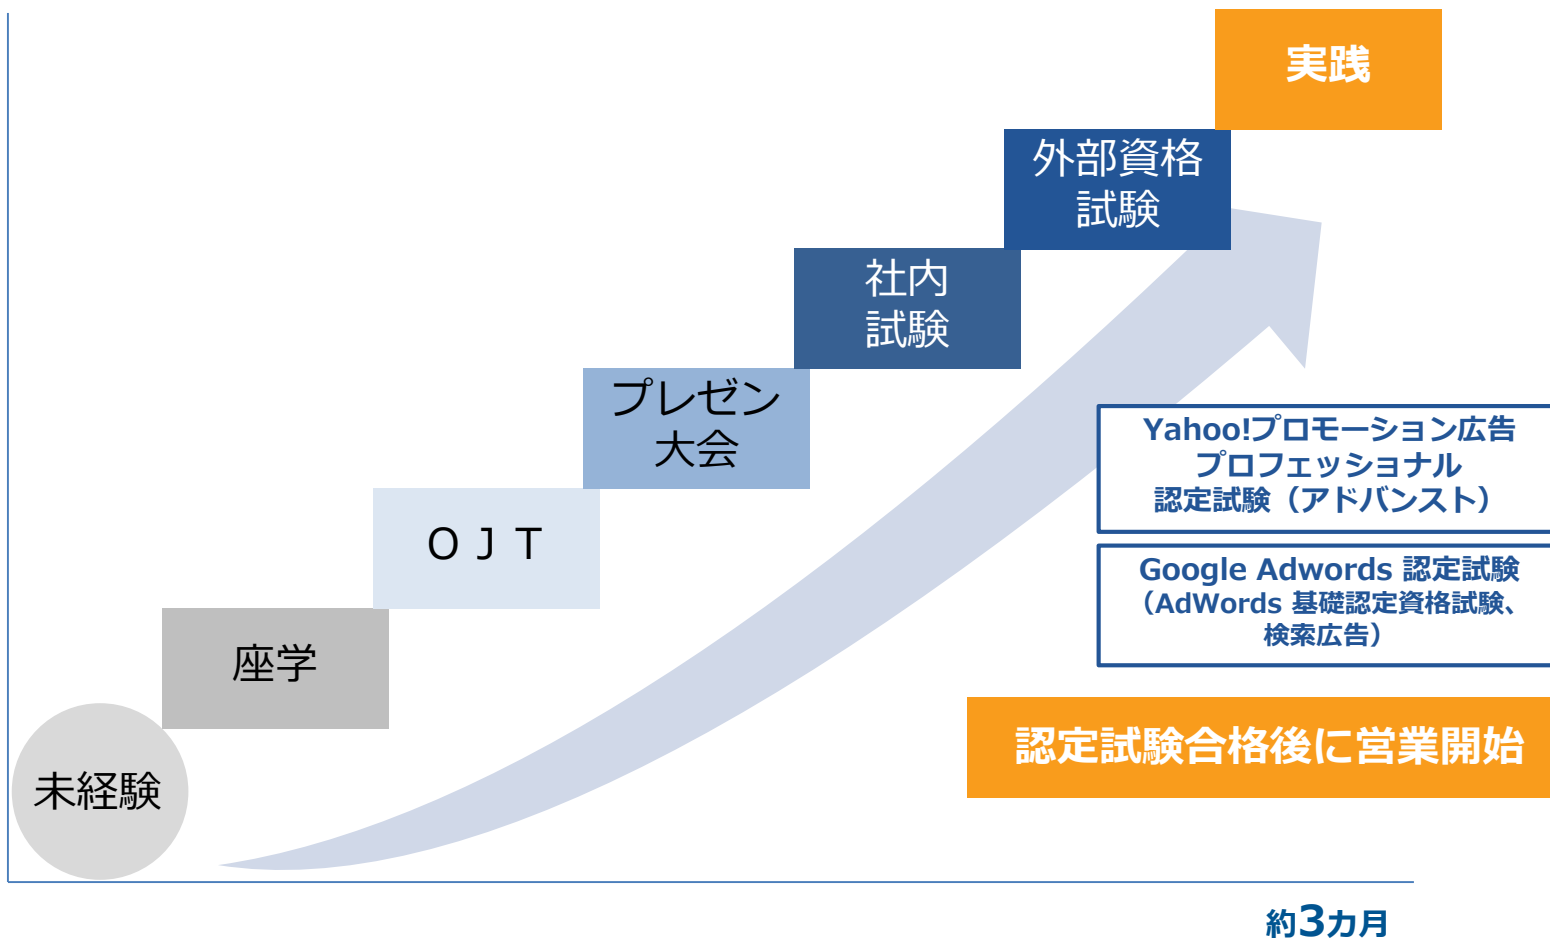 実践
外部資格
試験
社内
試験
プレゼン
大会
ＯＪＴ
座学
未経験
Yahoo!プロモーション広告
プロフェッショナル
認定試験（アドバンスト）
Google Adwords 認定試験
（AdWords 基礎認定資格試験、
検索広告）
認定試験合格後に営業開始
約3カ月